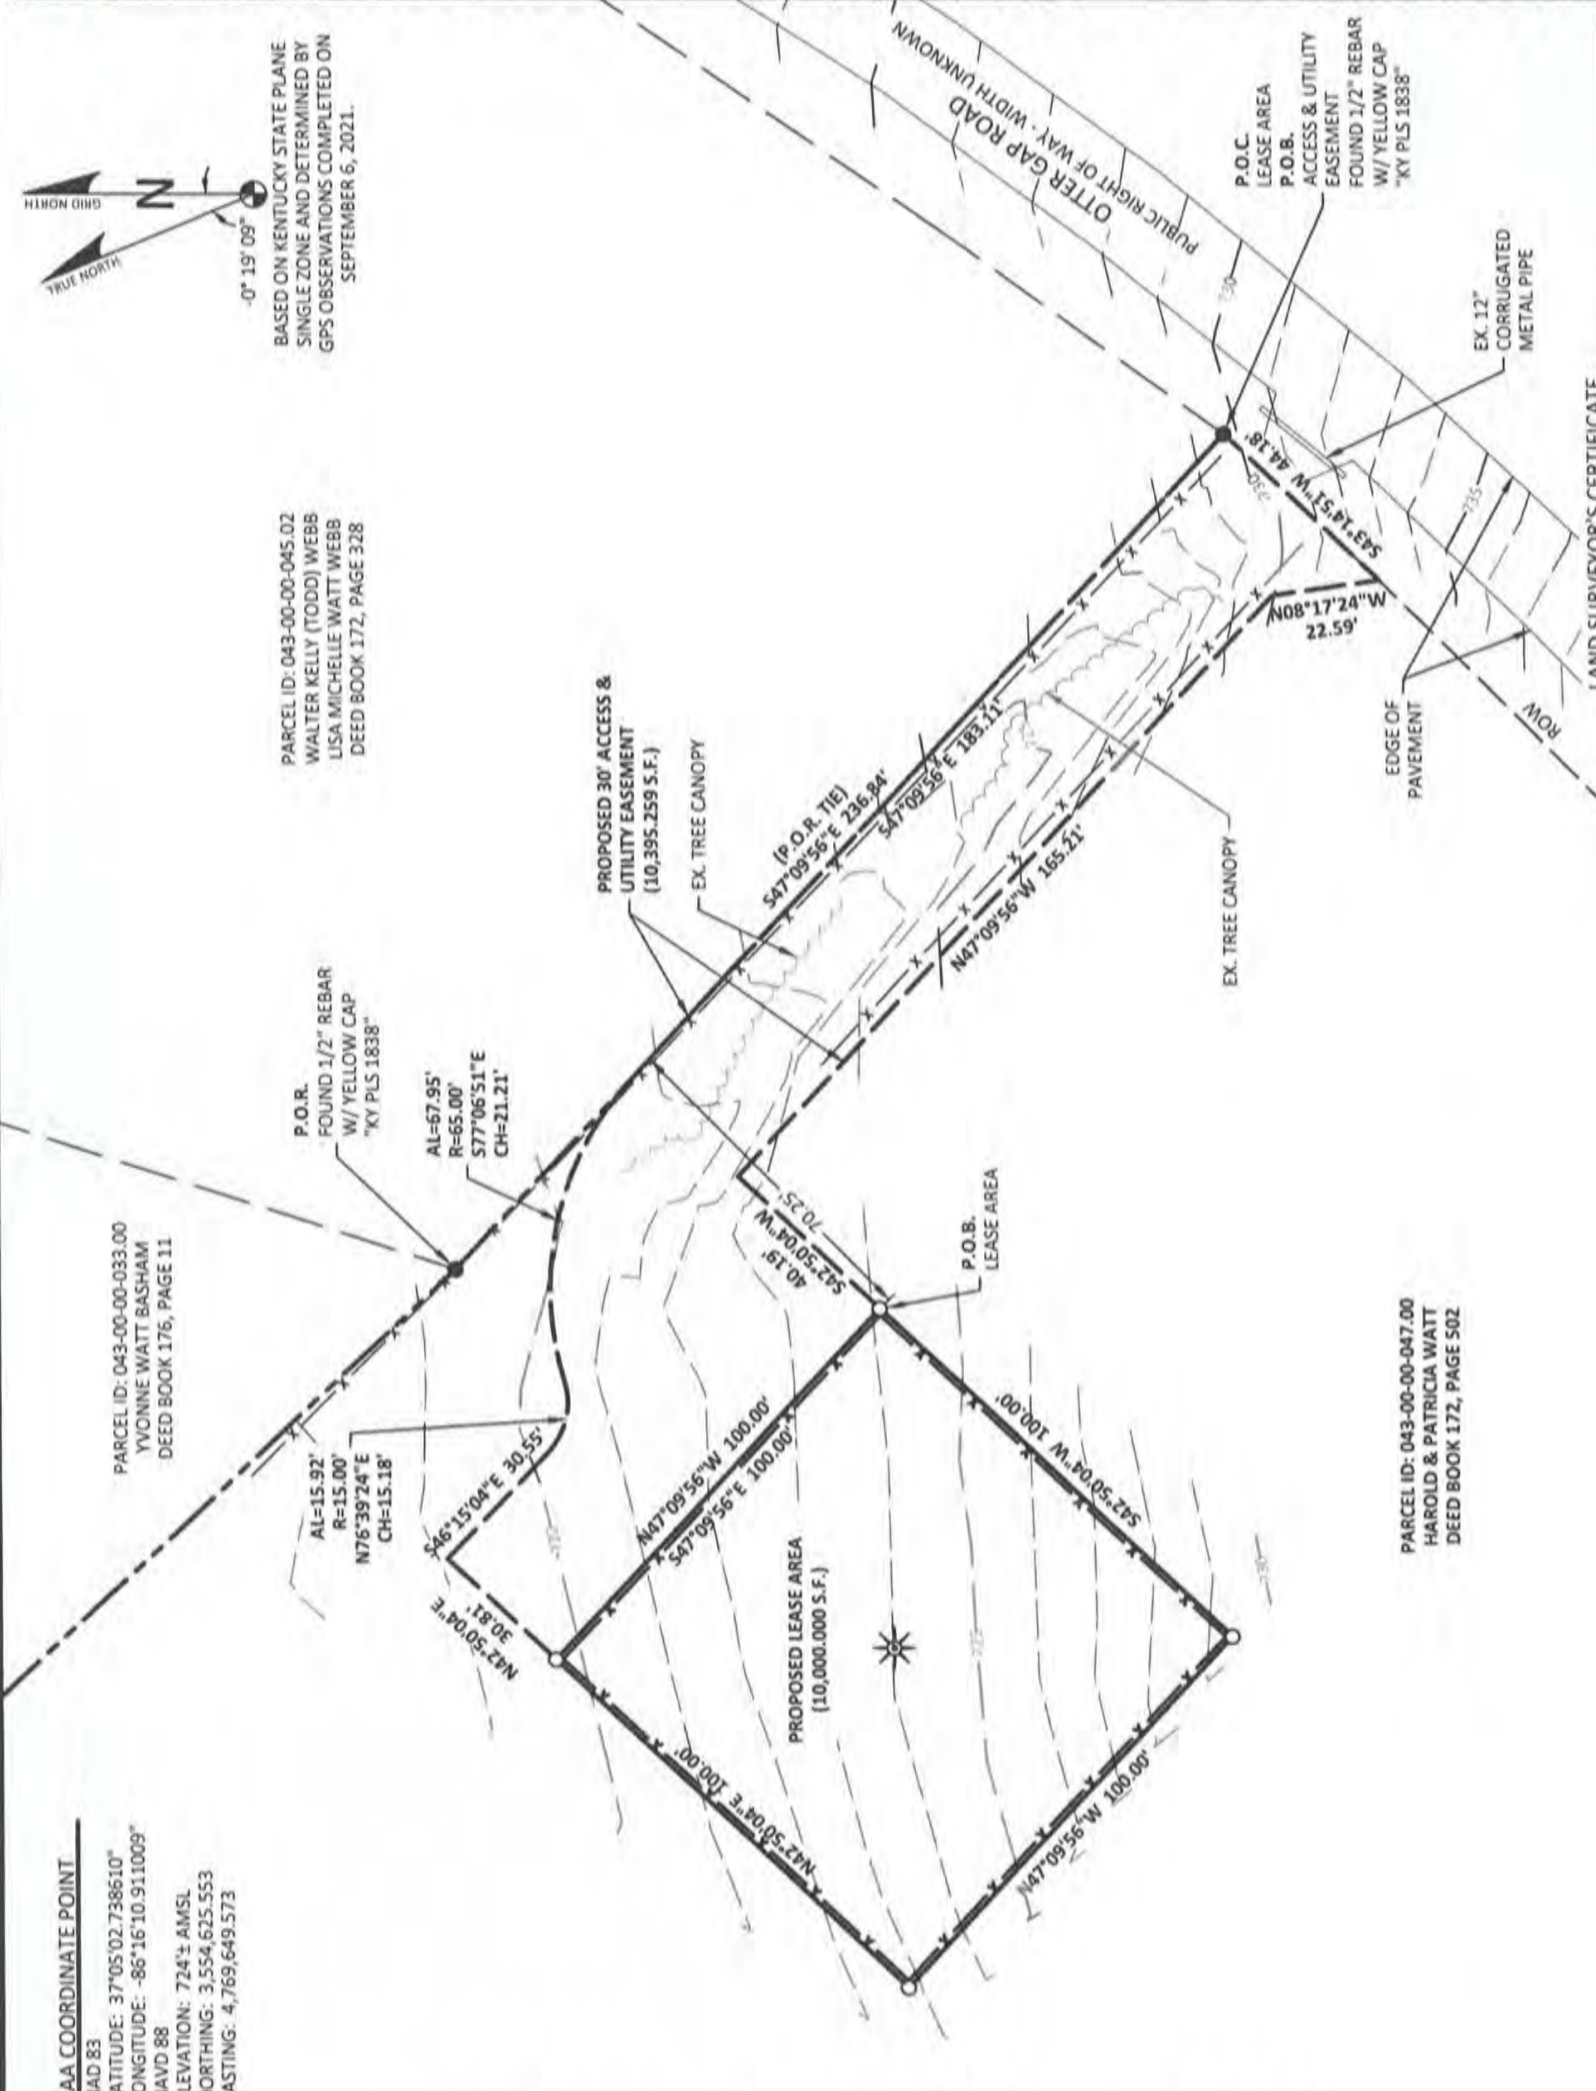 AA COORDINATE POINT
AD 83
ATITUDE: 37°05'02.738610"
ONGITUDE: -86°16'10.911009"
AVD 88
LEVATION: 724'± AMSL
ORTHING: 3,554,625.553
ASTING: 4,769,649.573
GRID NORTH
TRUE NORTH
N
-0° 19' 09"
BASED ON KENTUCKY STATE PLANE
SINGLE ZONE AND DETERMINED BY
GPS OBSERVATIONS COMPLETED ON
SEPTEMBER 6, 2021.
PARCEL ID: 043-00-00-033.00
YVONNE WATT BASHAM
DEED BOOK 176, PAGE 11
PARCEL ID: 043-00-00-045.02
WALTER KELLY (TODD) WEBB
LISA MICHELLE WATT WEBB
DEED BOOK 172, PAGE 328
P.O.R.
FOUND 1/2" REBAR
W/ YELLOW CAP
"KY PLS 1838"
AL=67.95'
R=65.00'
S77°06'51"E
CH=21.21'
AL=15.92'
R=15.00'
N76°39'24"E
CH=15.18'
S46°15'04"E 30.55'
N42°50'04"E
30.81'
PROPOSED 30' ACCESS &
UTILITY EASEMENT
(10,395.259 S.F.)
EX. TREE CANOPY
(P.O.R. TIE)
S47°09'56"E 236.84'
S47°09'56"E 183.11'
N47°09'56"W 165.21'
EX. TREE CANOPY
70.25'
S42°50'04"W
40.19'
P.O.B.
LEASE AREA
N47°09'56"W 100.00'
S47°09'56"E 100.00'
PROPOSED LEASE AREA
(10,000.000 S.F.)
S42°50'04"W 100.00'
N42°50'04"E 100.00'
N47°09'56"W 100.00'
725
730
PARCEL ID: 043-00-00-047.00
HAROLD & PATRICIA WATT
DEED BOOK 172, PAGE 502
OTTER GAP ROAD
PUBLIC RIGHT OF WAY - WIDTH UNKNOWN
P.O.C.
LEASE AREA
P.O.B.
ACCESS & UTILITY
EASEMENT
FOUND 1/2" REBAR
W/ YELLOW CAP
"KY PLS 1838"
730
730
S43°14'51"W 44.18'
N08°17'24"W
22.59'
EX. 12"
CORRUGATED
METAL PIPE
735
EDGE OF
PAVEMENT
ROW
LAND SURVEYOR'S CERTIFICATE